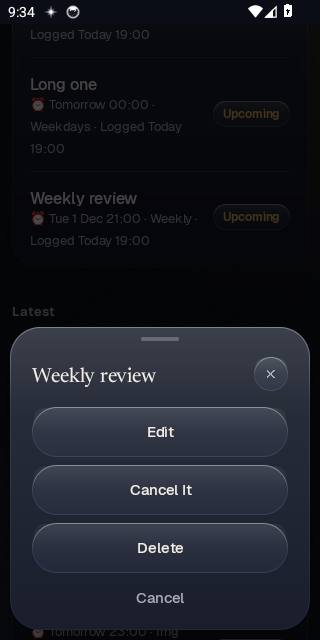 9:34
Logged Today 19:00
Long one
⏰ Tomorrow 00:00 ·
Weekdays · Logged Today
19:00
Upcoming
Weekly review
⏰ Tue 1 Dec 21:00 · Weekly ·
Logged Today 19:00
Upcoming
Latest
Weekly review
Edit
Cancel It
Delete
Cancel
Tomorrow 23:00 ·